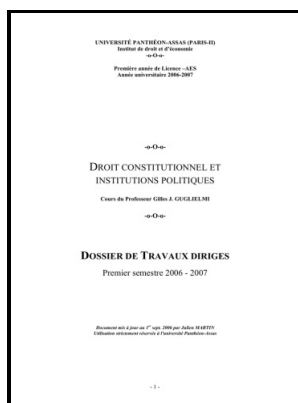 UNIVERSITÉ PANTHÉON-ASSAS (PARIS-II)
Institut de droit et d'économie
-o-O-o-
Première année de Licence –AES
Année universitaire 2006-2007
-o-O-o-
DROIT CONSTITUTIONNEL ET
INSTITUTIONS POLITIQUES
Cours du Professeur Gilles J. GUGLIELMI
-o-O-o-
DOSSIER DE TRAVAUX DIRIGES
Premier semestre 2006 - 2007
Document mis à jour au 1er sept. 2006 par Julien MARTIN
Utilisation strictement réservée à l'université Panthéon-Assas
- 1 -